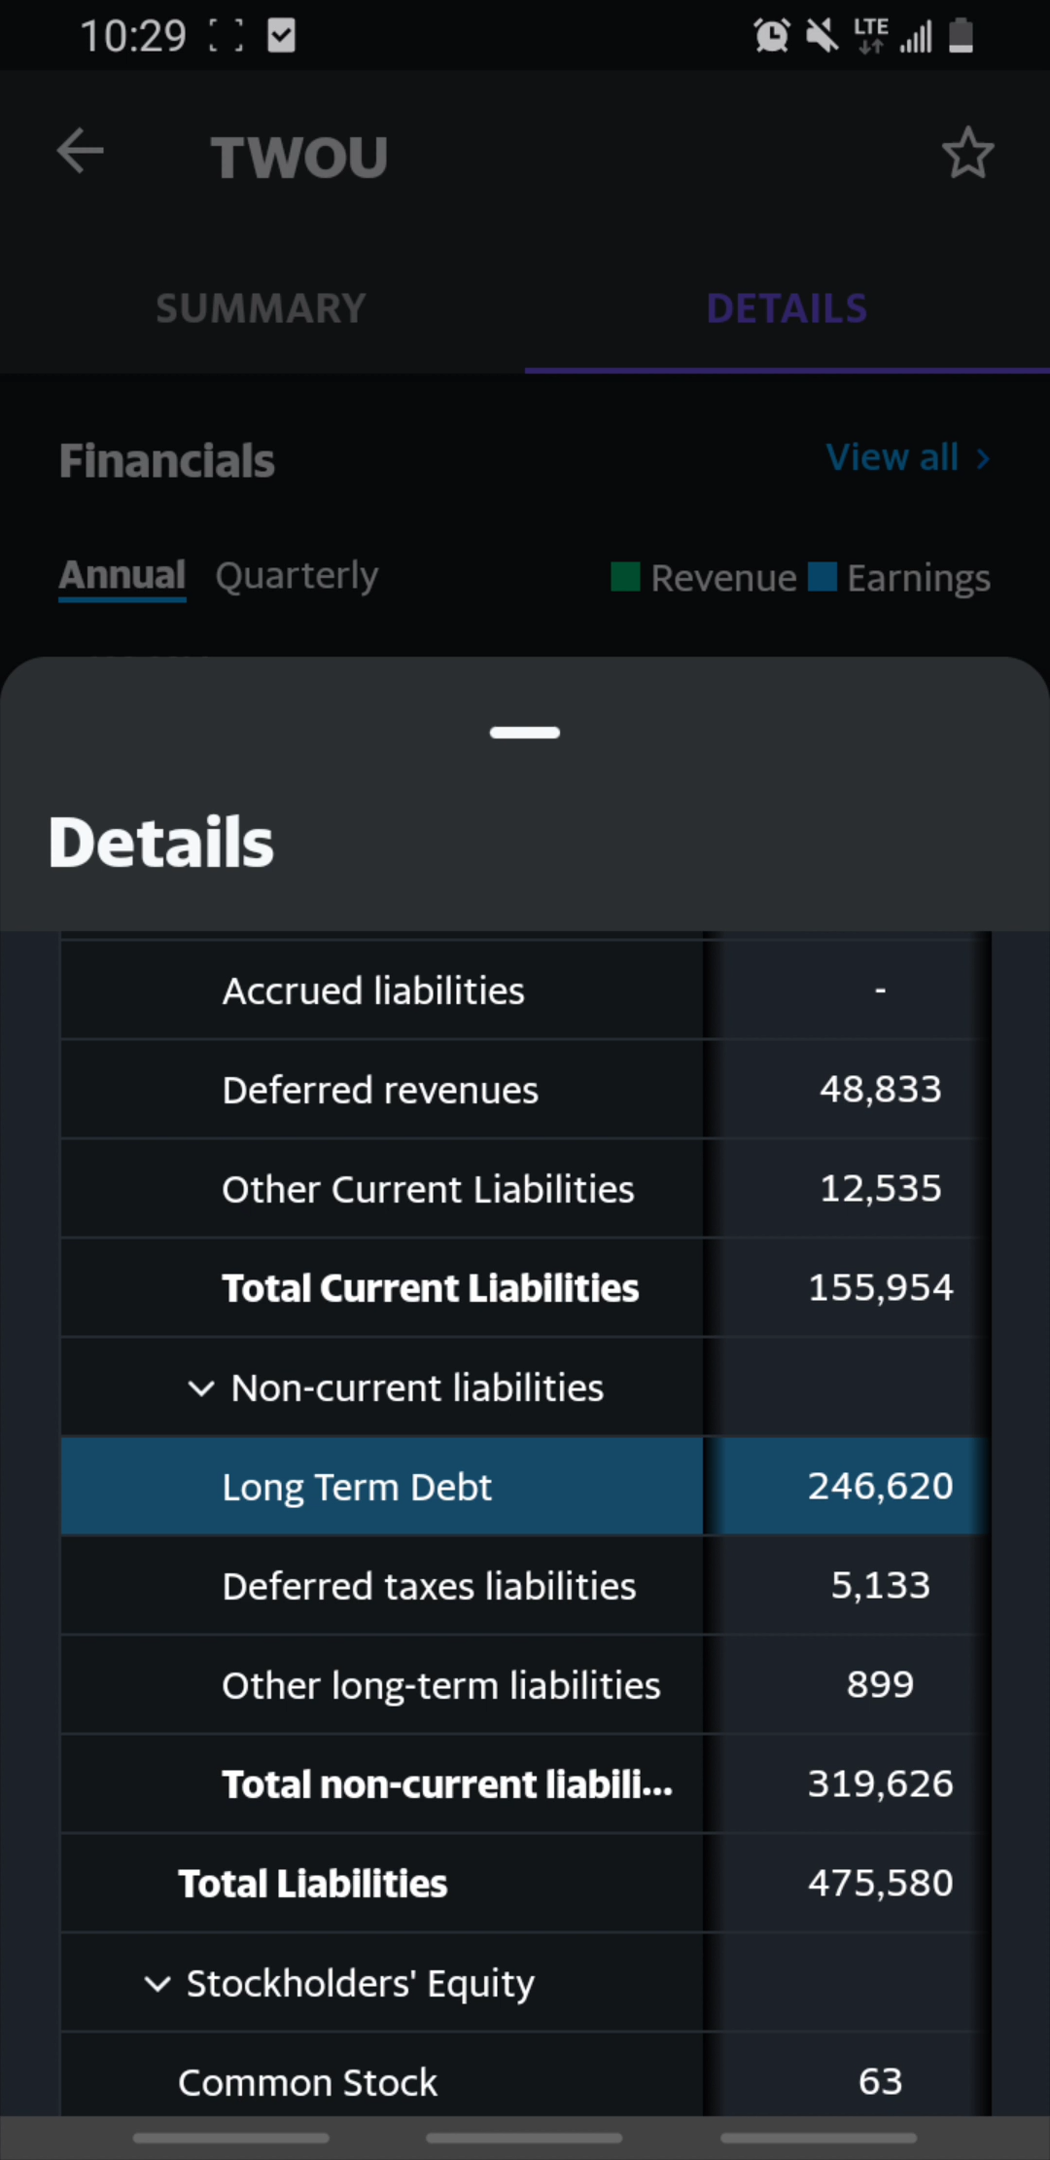 10:29 LTE
TWOU
SUMMARY DETAILS
Financials View all
Annual Quarterly Revenue Earnings
Details
Accrued liabilities -
Deferred revenues 48,833
Other Current Liabilities 12,535
Total Current Liabilities 155,954
Non-current liabilities
Long Term Debt 246,620
Deferred taxes liabilities 5,133
Other long-term liabilities 899
Total non-current liabili... 319,626
Total Liabilities 475,580
Stockholders' Equity
Common Stock 63